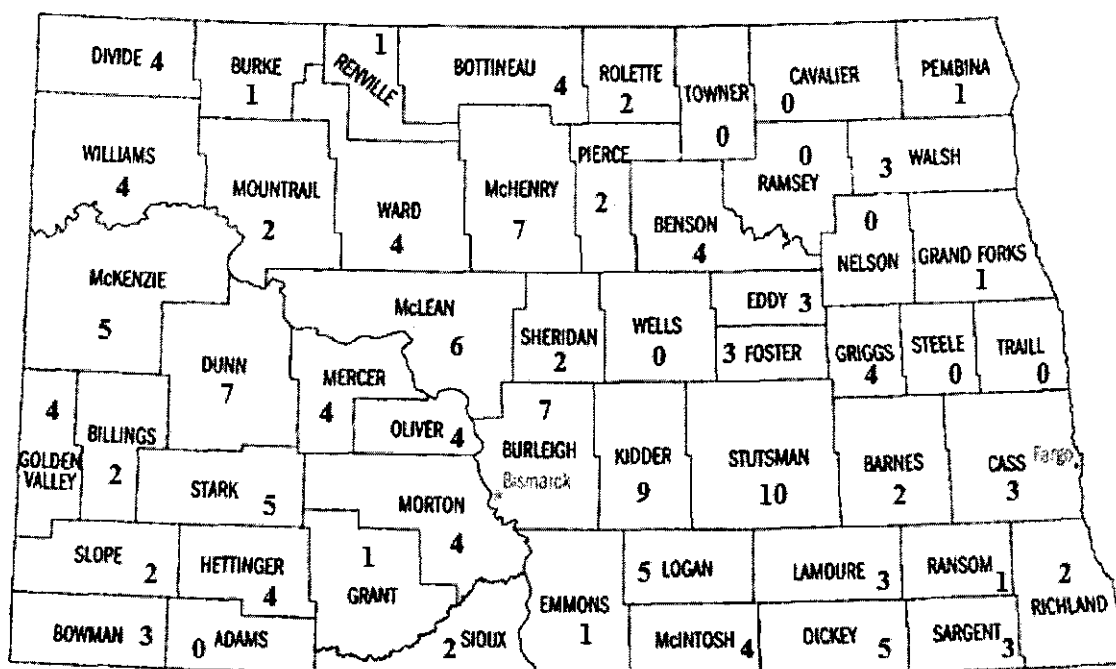 DIVIDE 4
BURKE
1
1
RENVILLE
BOTTINEAU
4
ROLETTE
2
TOWNER
0
CAVALIER
0
PEMBINA
1
WILLIAMS
4
MOUNTRAIL
2
WARD
4
McHENRY
7
PIERCE
2
BENSON
4
0
RAMSEY
3 WALSH
0
NELSON
GRAND FORKS
1
McKENZIE
5
DUNN
7
McLEAN
6
MERCER
4
OLIVER 4
SHERIDAN
2
WELLS
0
EDDY 3
3 FOSTER
GRIGGS
4
STEELE
0
TRAILL
0
4
GOLDEN
VALLEY
BILLINGS
2
STARK
5
MORTON
4
7
BURLEIGH
Bismarck
KIDDER
9
STUTSMAN
10
BARNES
2
CASS Fargo
3
SLOPE 2
HETTINGER
4
1
GRANT
BOWMAN 3
0 ADAMS
2 SIOUX
EMMONS
1
5 LOGAN
LAMOURE 3
RANSOM 1
2
RICHLAND
McINTOSH 4
DICKEY 5
SARGENT 3